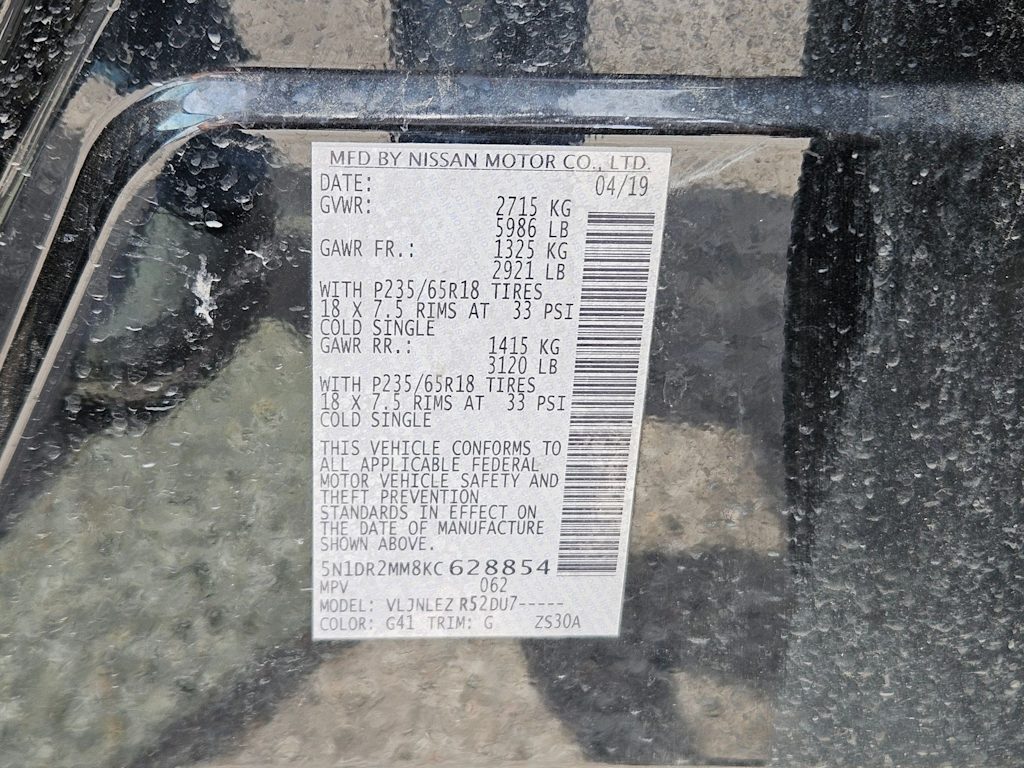 MFD BY NISSAN MOTOR CO., LTD.
DATE: 04/19
GVWR: 2715 KG
5986 LB
GAWR FR.: 1325 KG
2921 LB
WITH P235/65R18 TIRES
18 X 7.5 RIMS AT 33 PSI
COLD SINGLE
GAWR RR.: 1415 KG
3120 LB
WITH P235/65R18 TIRES
18 X 7.5 RIMS AT 33 PSI
COLD SINGLE
THIS VEHICLE CONFORMS TO
ALL APPLICABLE FEDERAL
MOTOR VEHICLE SAFETY AND
THEFT PREVENTION
STANDARDS IN EFFECT ON
THE DATE OF MANUFACTURE
SHOWN ABOVE.
5N1DR2MM8KC 628854
MPV 062
MODEL: VLJNLEZ R52DU7-----
COLOR: G41 TRIM: G ZS30A